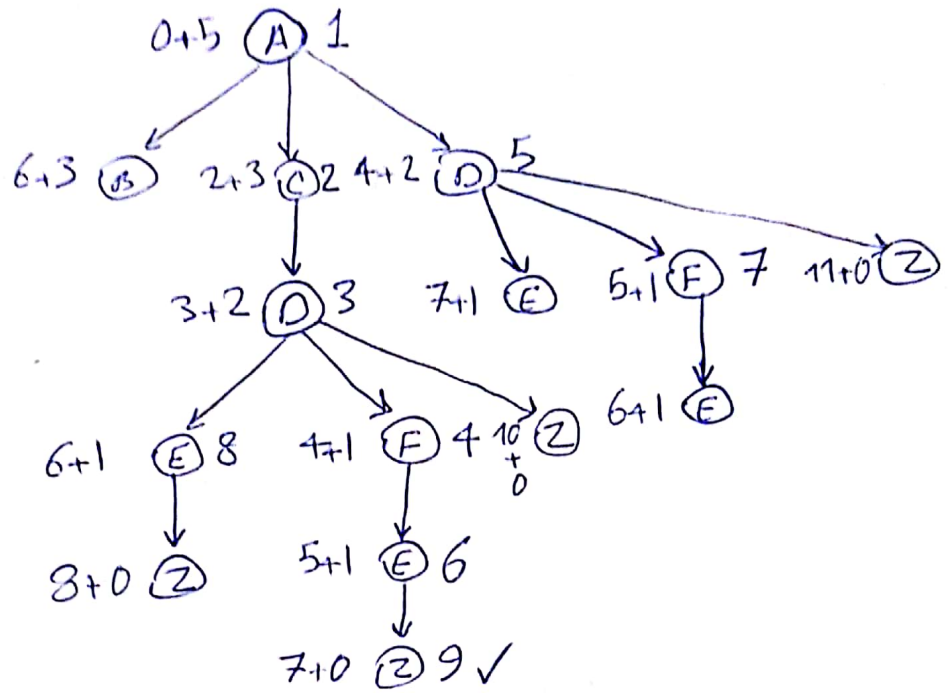 0+5 A 1
6+3 B 2+3 C 2 4+2 D 5
3+2 D 3 7+1 E 5+1 F 7 11+0 Z
6+1 E 8 4+1 F 4 10+0 Z 6+1 E
8+0 Z 5+1 E 6
7+0 Z 9 ✓